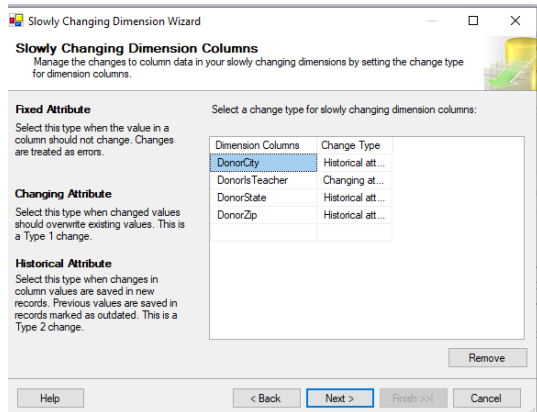 Slowly Changing Dimension Wizard
Slowly Changing Dimension Columns
Manage the changes to column data in your slowly changing dimensions by setting the change type
for dimension columns.
Fixed Attribute
Select this type when the value in a
column should not change. Changes
are treated as errors.
Changing Attribute
Select this type when changed values
should overwrite existing values. This is
a Type 1 change.
Historical Attribute
Select this type when changes in
column values are saved in new
records. Previous values are saved in
records marked as outdated. This is a
Type 2 change.
Select a change type for slowly changing dimension columns:
Dimension Columns Change Type
DonorCity Historical att...
DonorIsTeacher Changing at...
DonorState Historical att...
DonorZip Historical att...
Remove
Help < Back Next > Finish >>| Cancel